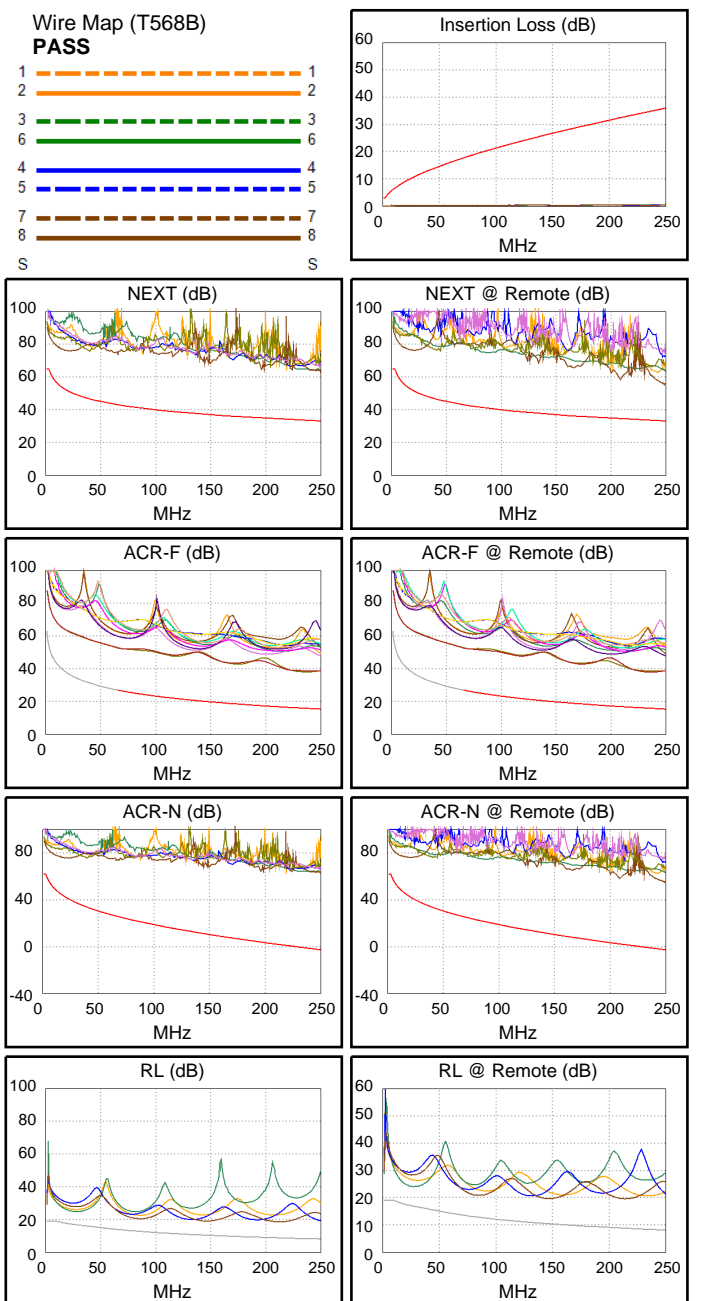 Wire Map (T568B)
PASS
1 1
2 2
3 3
6 6
4 4
5 5
7 7
8 8
S S
Insertion Loss (dB)
60
50
40
30
20
10
0
0 50 100 150 200 250
MHz
NEXT (dB)
100
80
60
40
20
0
0 50 100 150 200 250
MHz
NEXT @ Remote (dB)
100
80
60
40
20
0
0 50 100 150 200 250
MHz
ACR-F (dB)
100
80
60
40
20
0
0 50 100 150 200 250
MHz
ACR-F @ Remote (dB)
100
80
60
40
20
0
0 50 100 150 200 250
MHz
ACR-N (dB)
80
40
0
-40
0 50 100 150 200 250
MHz
ACR-N @ Remote (dB)
80
40
0
-40
0 50 100 150 200 250
MHz
RL (dB)
100
80
60
40
20
0
0 50 100 150 200 250
MHz
RL @ Remote (dB)
60
50
40
30
20
10
0
0 50 100 150 200 250
MHz